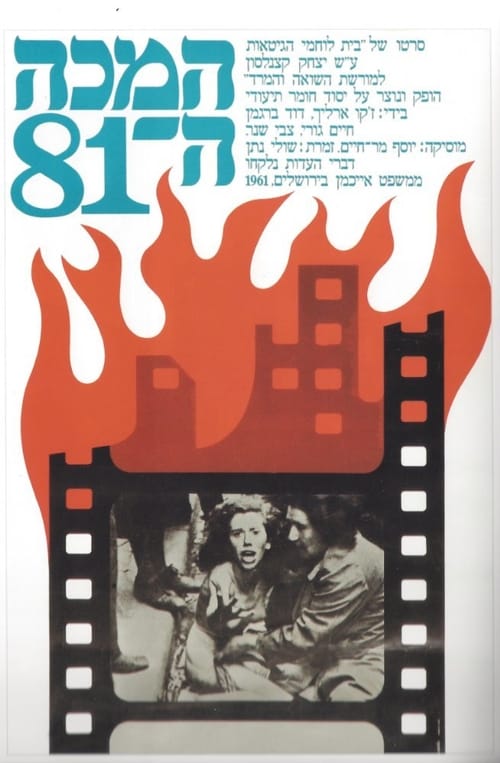 המכה
ה־81
סרטו של "בית לוחמי הגיטאות
ע"ש יצחק קצנלסון
למורשת השואה והמרד"
הופק ונוצר על יסוד חומר תיעודי
בידי: ז'קו ארליך, דוד ברגמן
חיים גורי, צבי שנר.
מוסיקה: יוסף מר־חיים. זמרת: שולי נתן
דברי העדות נלקחו
ממשפט אייכמן בירושלים, 1961